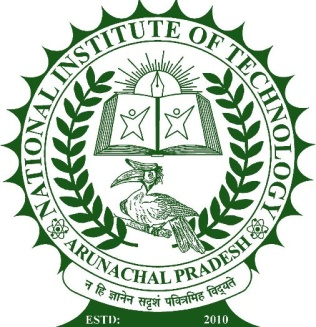 NATIONAL INSTITUTE OF TECHNOLOGY
ARUNACHAL PRADESH
न हि ज्ञानेन सदृशं पवित्रमिह विद्यते
ESTD: 2010